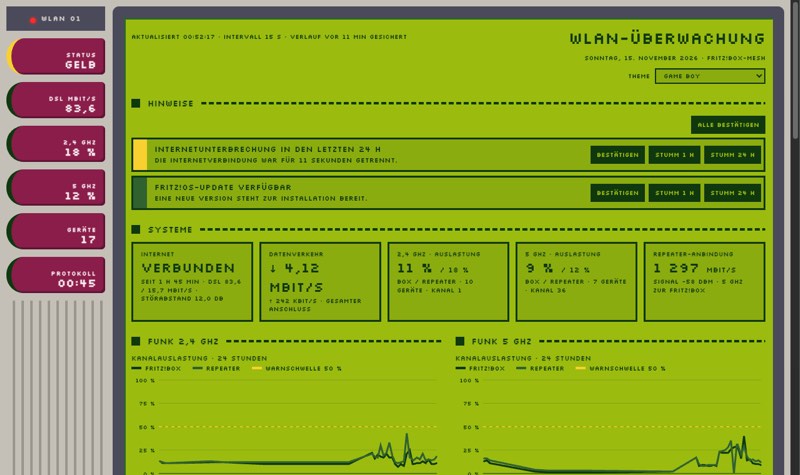 WLAN 01
STATUS
GELB
DSL MBIT/S
83,6
2,4 GHZ
18 %
5 GHZ
12 %
GERÄTE
17
PROTOKOLL
00:45
AKTUALISIERT 00:52:17 · INTERVALL 15 S · VERLAUF VOR 11 MIN GESICHERT
WLAN-ÜBERWACHUNG
SONNTAG, 15. NOVEMBER 2026 · FRITZ!BOX-MESH
THEME GAME BOY
HINWEISE
ALLE BESTÄTIGEN
INTERNETUNTERBRECHUNG IN DEN LETZTEN 24 H
DIE INTERNETVERBINDUNG WAR FÜR 11 SEKUNDEN GETRENNT.
BESTÄTIGEN STUMM 1 H STUMM 24 H
FRITZ!OS-UPDATE VERFÜGBAR
EINE NEUE VERSION STEHT ZUR INSTALLATION BEREIT.
BESTÄTIGEN STUMM 1 H STUMM 24 H
SYSTEME
INTERNET
VERBUNDEN
SEIT 1 H 45 MIN · DSL 83,6
/ 15,7 MBIT/S ·
STÖRABSTAND 12,0 DB
DATENVERKEHR
↓ 4,12
MBIT/S
↑ 242 KBIT/S · GESAMTER
ANSCHLUSS
2,4 GHZ · AUSLASTUNG
11 % / 18 %
BOX / REPEATER · 10
GERÄTE · KANAL 1
5 GHZ · AUSLASTUNG
9 % / 12 %
BOX / REPEATER · 7 GERÄTE
· KANAL 36
REPEATER-ANBINDUNG
1 297 MBIT/S
SIGNAL -58 DBM · 5 GHZ
ZUR FRITZ!BOX
FUNK 2,4 GHZ
KANALAUSLASTUNG · 24 STUNDEN
FRITZ!BOX REPEATER WARNSCHWELLE 50 %
100 %
75 %
50 %
25 %
0 %
FUNK 5 GHZ
KANALAUSLASTUNG · 24 STUNDEN
FRITZ!BOX REPEATER WARNSCHWELLE 50 %
100 %
75 %
50 %
25 %
0 %